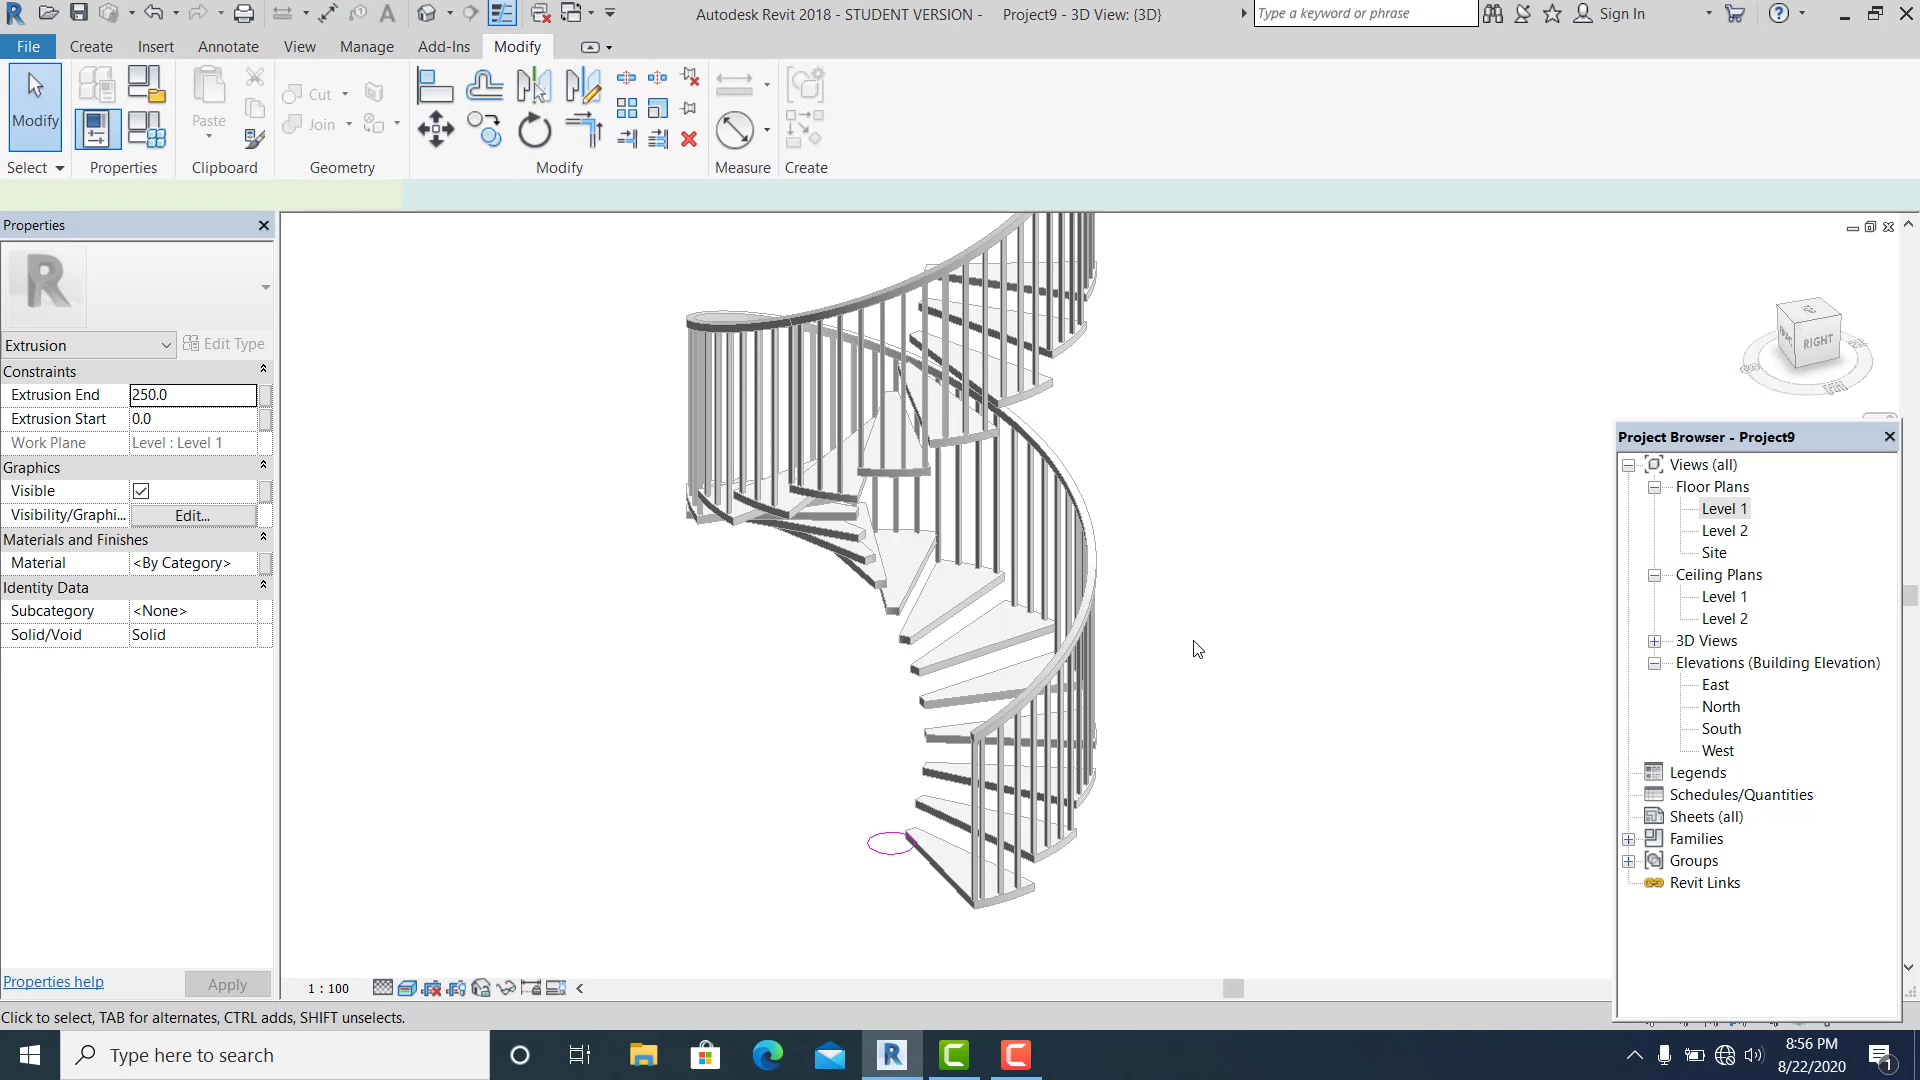 Autodesk Revit 2018 - STUDENT VERSION - Project9 - 3D View: {3D}
Type a keyword or phrase
Sign In
File Create Insert Annotate View Manage Add-Ins Modify
Modify
Paste
Cut
Join
Select Properties Clipboard Geometry Modify Measure Create
Properties
Extrusion
Edit Type
Constraints
Extrusion End 250.0
Extrusion Start 0.0
Work Plane Level : Level 1
Graphics
Visible
Visibility/Graphi... Edit...
Materials and Finishes
Material <By Category>
Identity Data
Subcategory <None>
Solid/Void Solid
Properties help
Apply
RIGHT
Project Browser - Project9
Views (all)
Floor Plans
Level 1
Level 2
Site
Ceiling Plans
Level 1
Level 2
3D Views
Elevations (Building Elevation)
East
North
South
West
Legends
Schedules/Quantities
Sheets (all)
Families
Groups
Revit Links
1 : 100
Click to select, TAB for alternates, CTRL adds, SHIFT unselects.
Type here to search
8:56 PM
8/22/2020
1